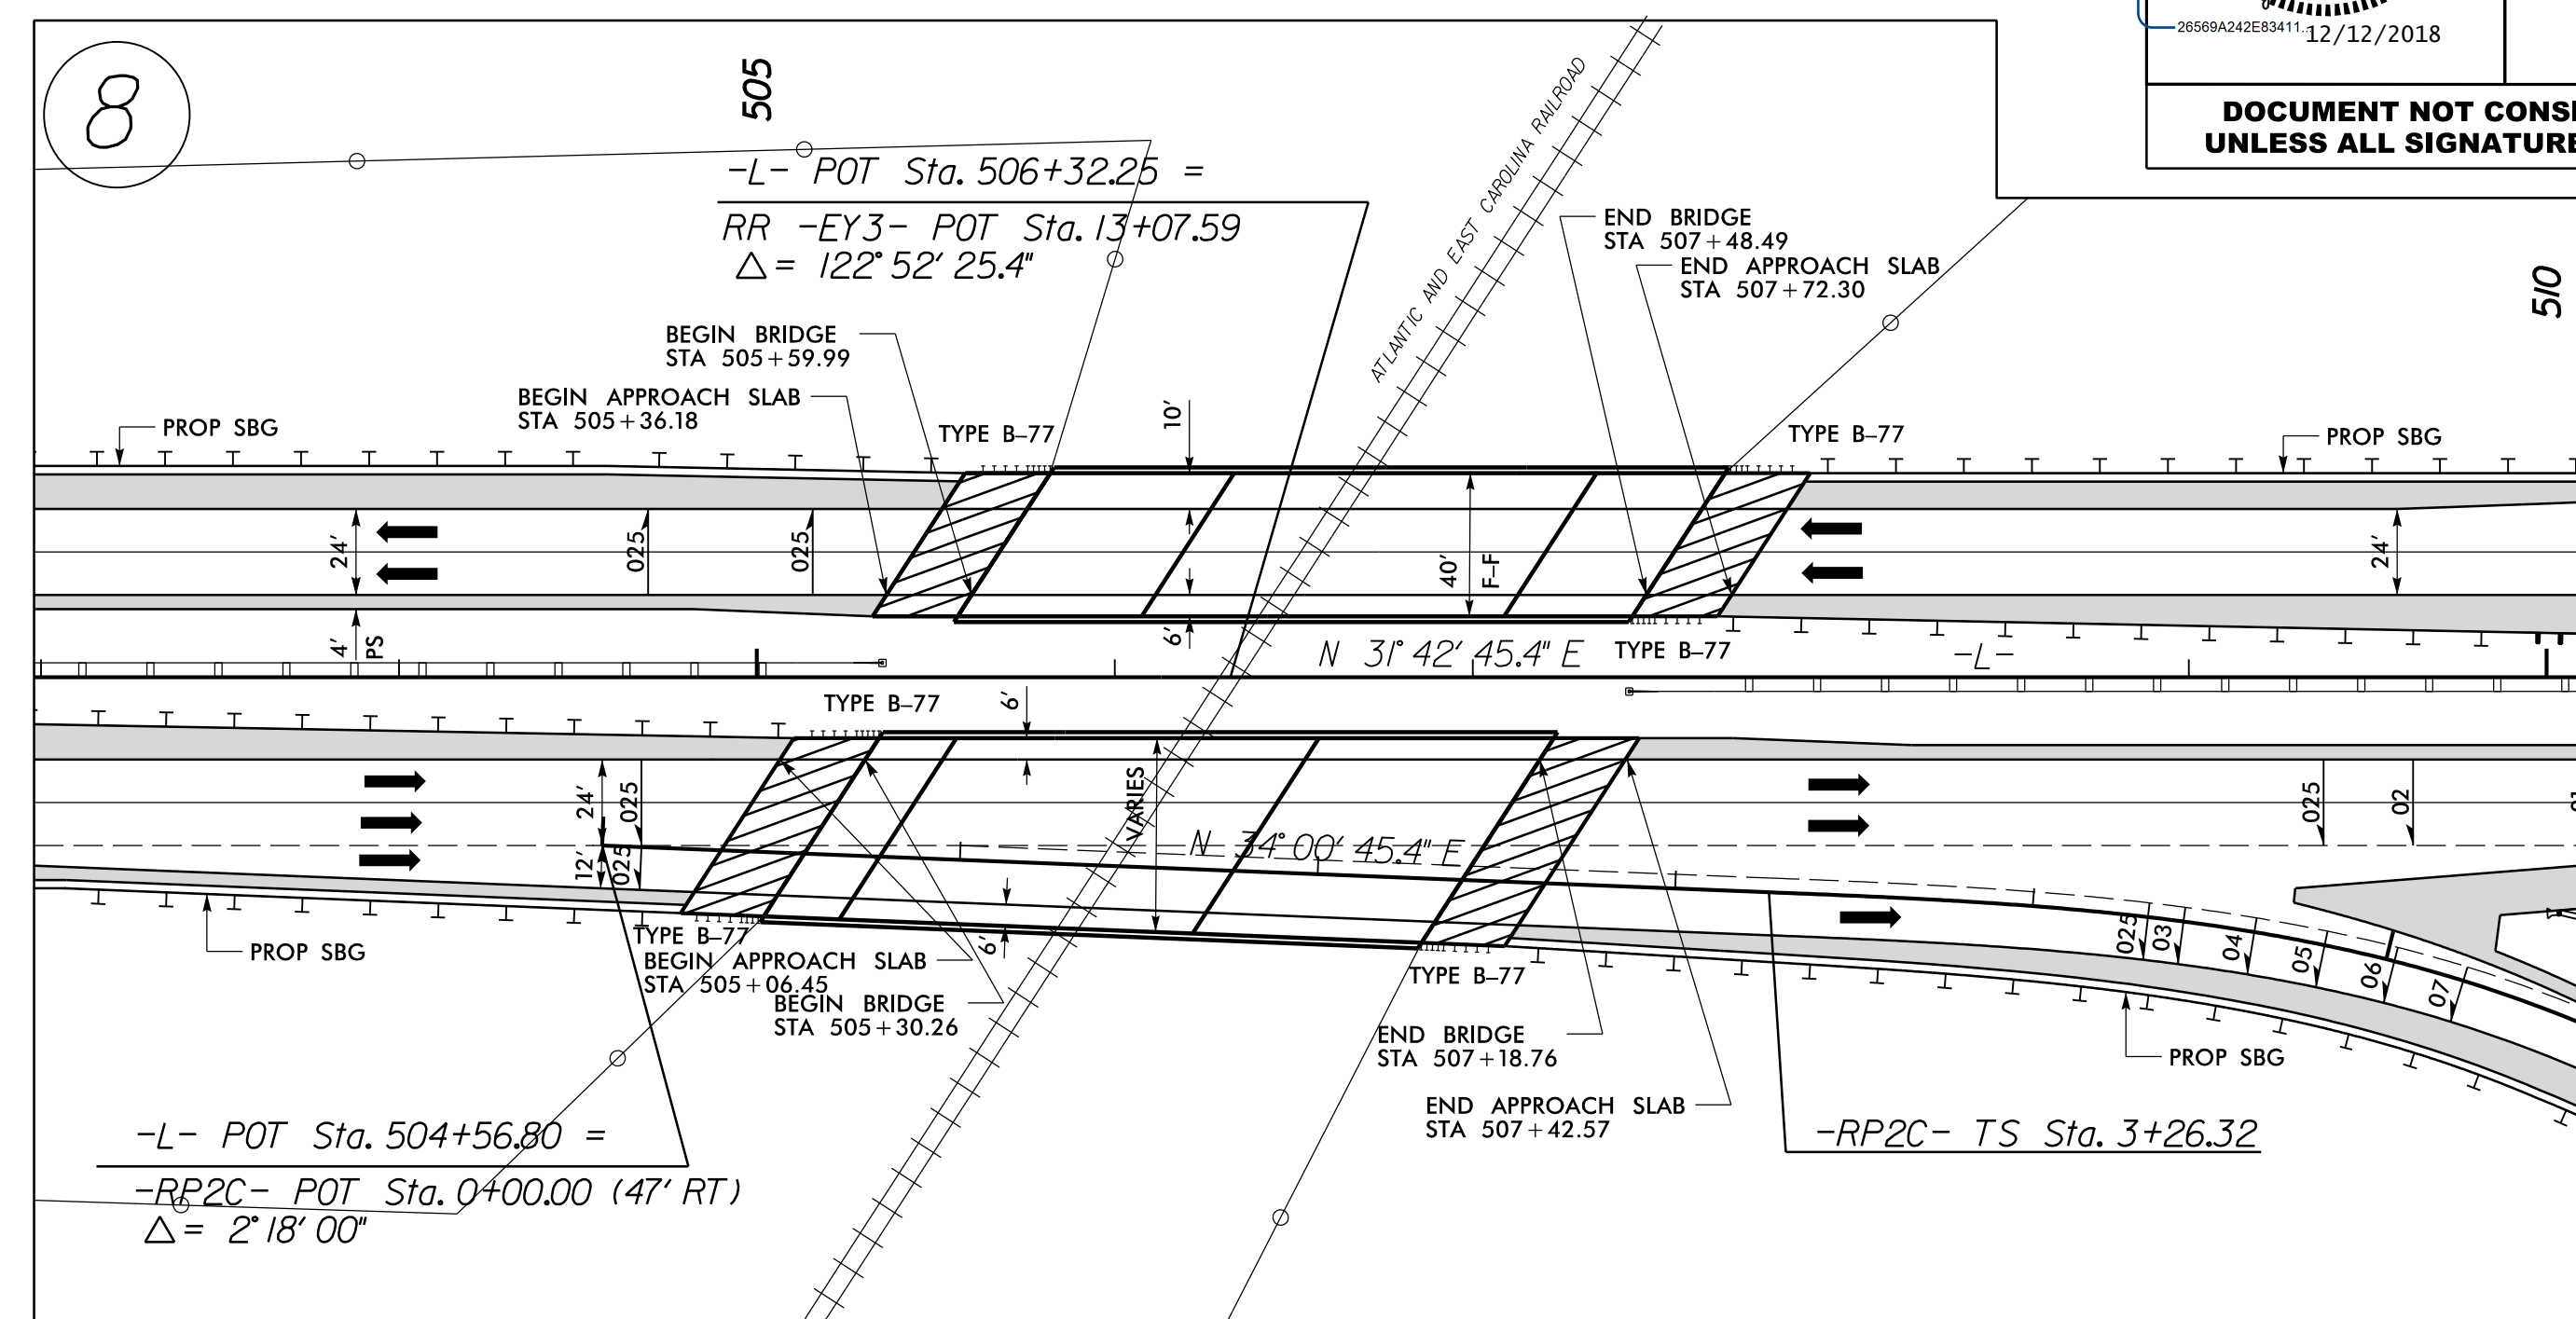 26569A242E83411...
12/12/2018
DOCUMENT NOT CONSI
UNLESS ALL SIGNATURE
8
505
-L- POT Sta. 506+32.25 =
RR -EY3- POT Sta. 13+07.59
△= 122° 52' 25.4"
ATLANTIC AND EAST CAROLINA RAILROAD
END BRIDGE
STA 507+48.49
END APPROACH SLAB
STA 507+72.30
510
BEGIN BRIDGE
STA 505+59.99
BEGIN APPROACH SLAB
STA 505+36.18
PROP SBG
TYPE B-77
10'
TYPE B-77
PROP SBG
24'
025
025
40'
F-F
24'
4'
PS
6'
N 31° 42' 45.4" E
TYPE B-77
-L-
TYPE B-77
6'
24'
025
VARIES
025
02
N 34° 00' 45.4" E
12'
025
6'
025
03
04
05
06
07
PROP SBG
TYPE B-77
BEGIN APPROACH SLAB
STA 505+06.45
BEGIN BRIDGE
STA 505+30.26
TYPE B-77
END BRIDGE
STA 507+18.76
PROP SBG
END APPROACH SLAB
STA 507+42.57
-L- POT Sta. 504+56.80 =
-RP2C- POT Sta. 0+00.00 (47' RT)
△= 2° 18' 00"
-RP2C- TS Sta. 3+26.32